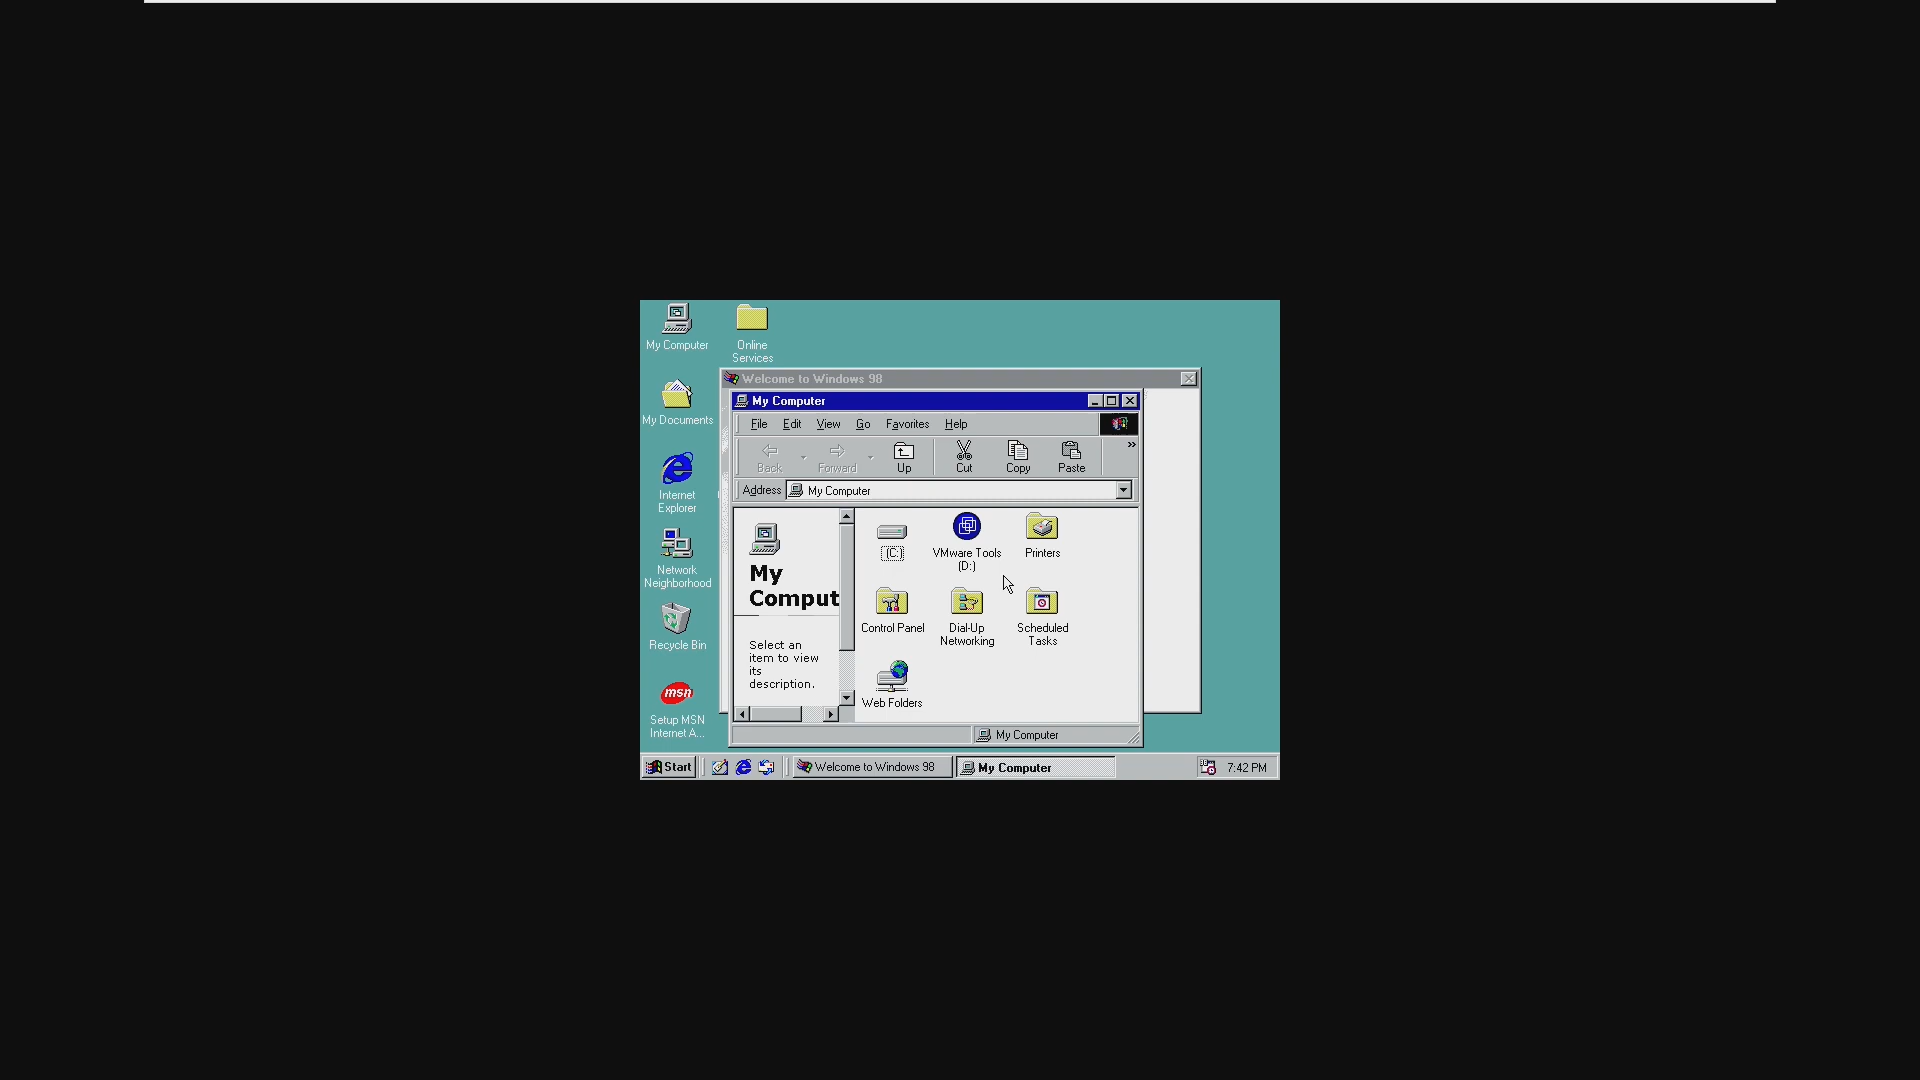 My Computer
Online
Services
My Documents
Internet
Explorer
Network
Neighborhood
Recycle Bin
msn
Setup MSN
Internet A...
Welcome to Windows 98
My Computer
File Edit View Go Favorites Help
Back Forward Up Cut Copy Paste »
Address My Computer
My
Comput
Select an
item to view
its
description.
(C:)
VMware Tools
(D:)
Printers
Control Panel
Dial-Up
Networking
Scheduled
Tasks
Web Folders
My Computer
Start Welcome to Windows 98 My Computer 7:42 PM